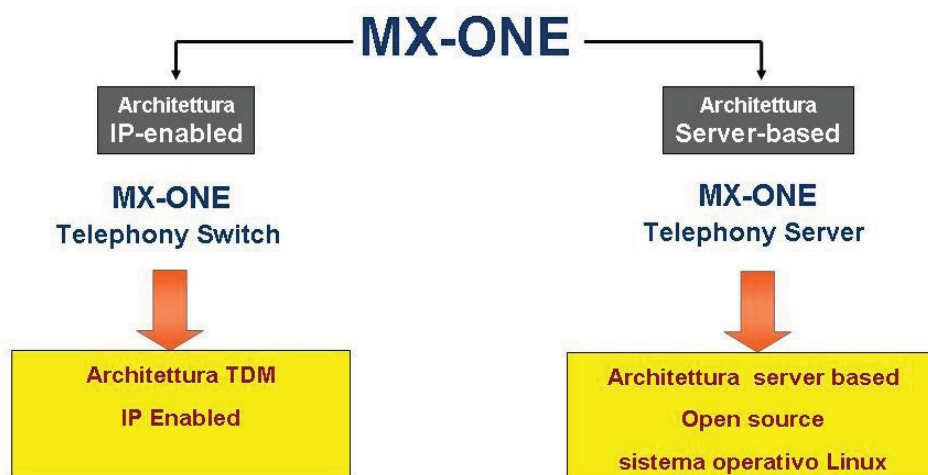 MX-ONE
Architettura
IP-enabled
MX-ONE
Telephony Switch
Architettura TDM
IP Enabled
Architettura
Server-based
MX-ONE
Telephony Server
Architettura server based
Open source
sistema operativo Linux